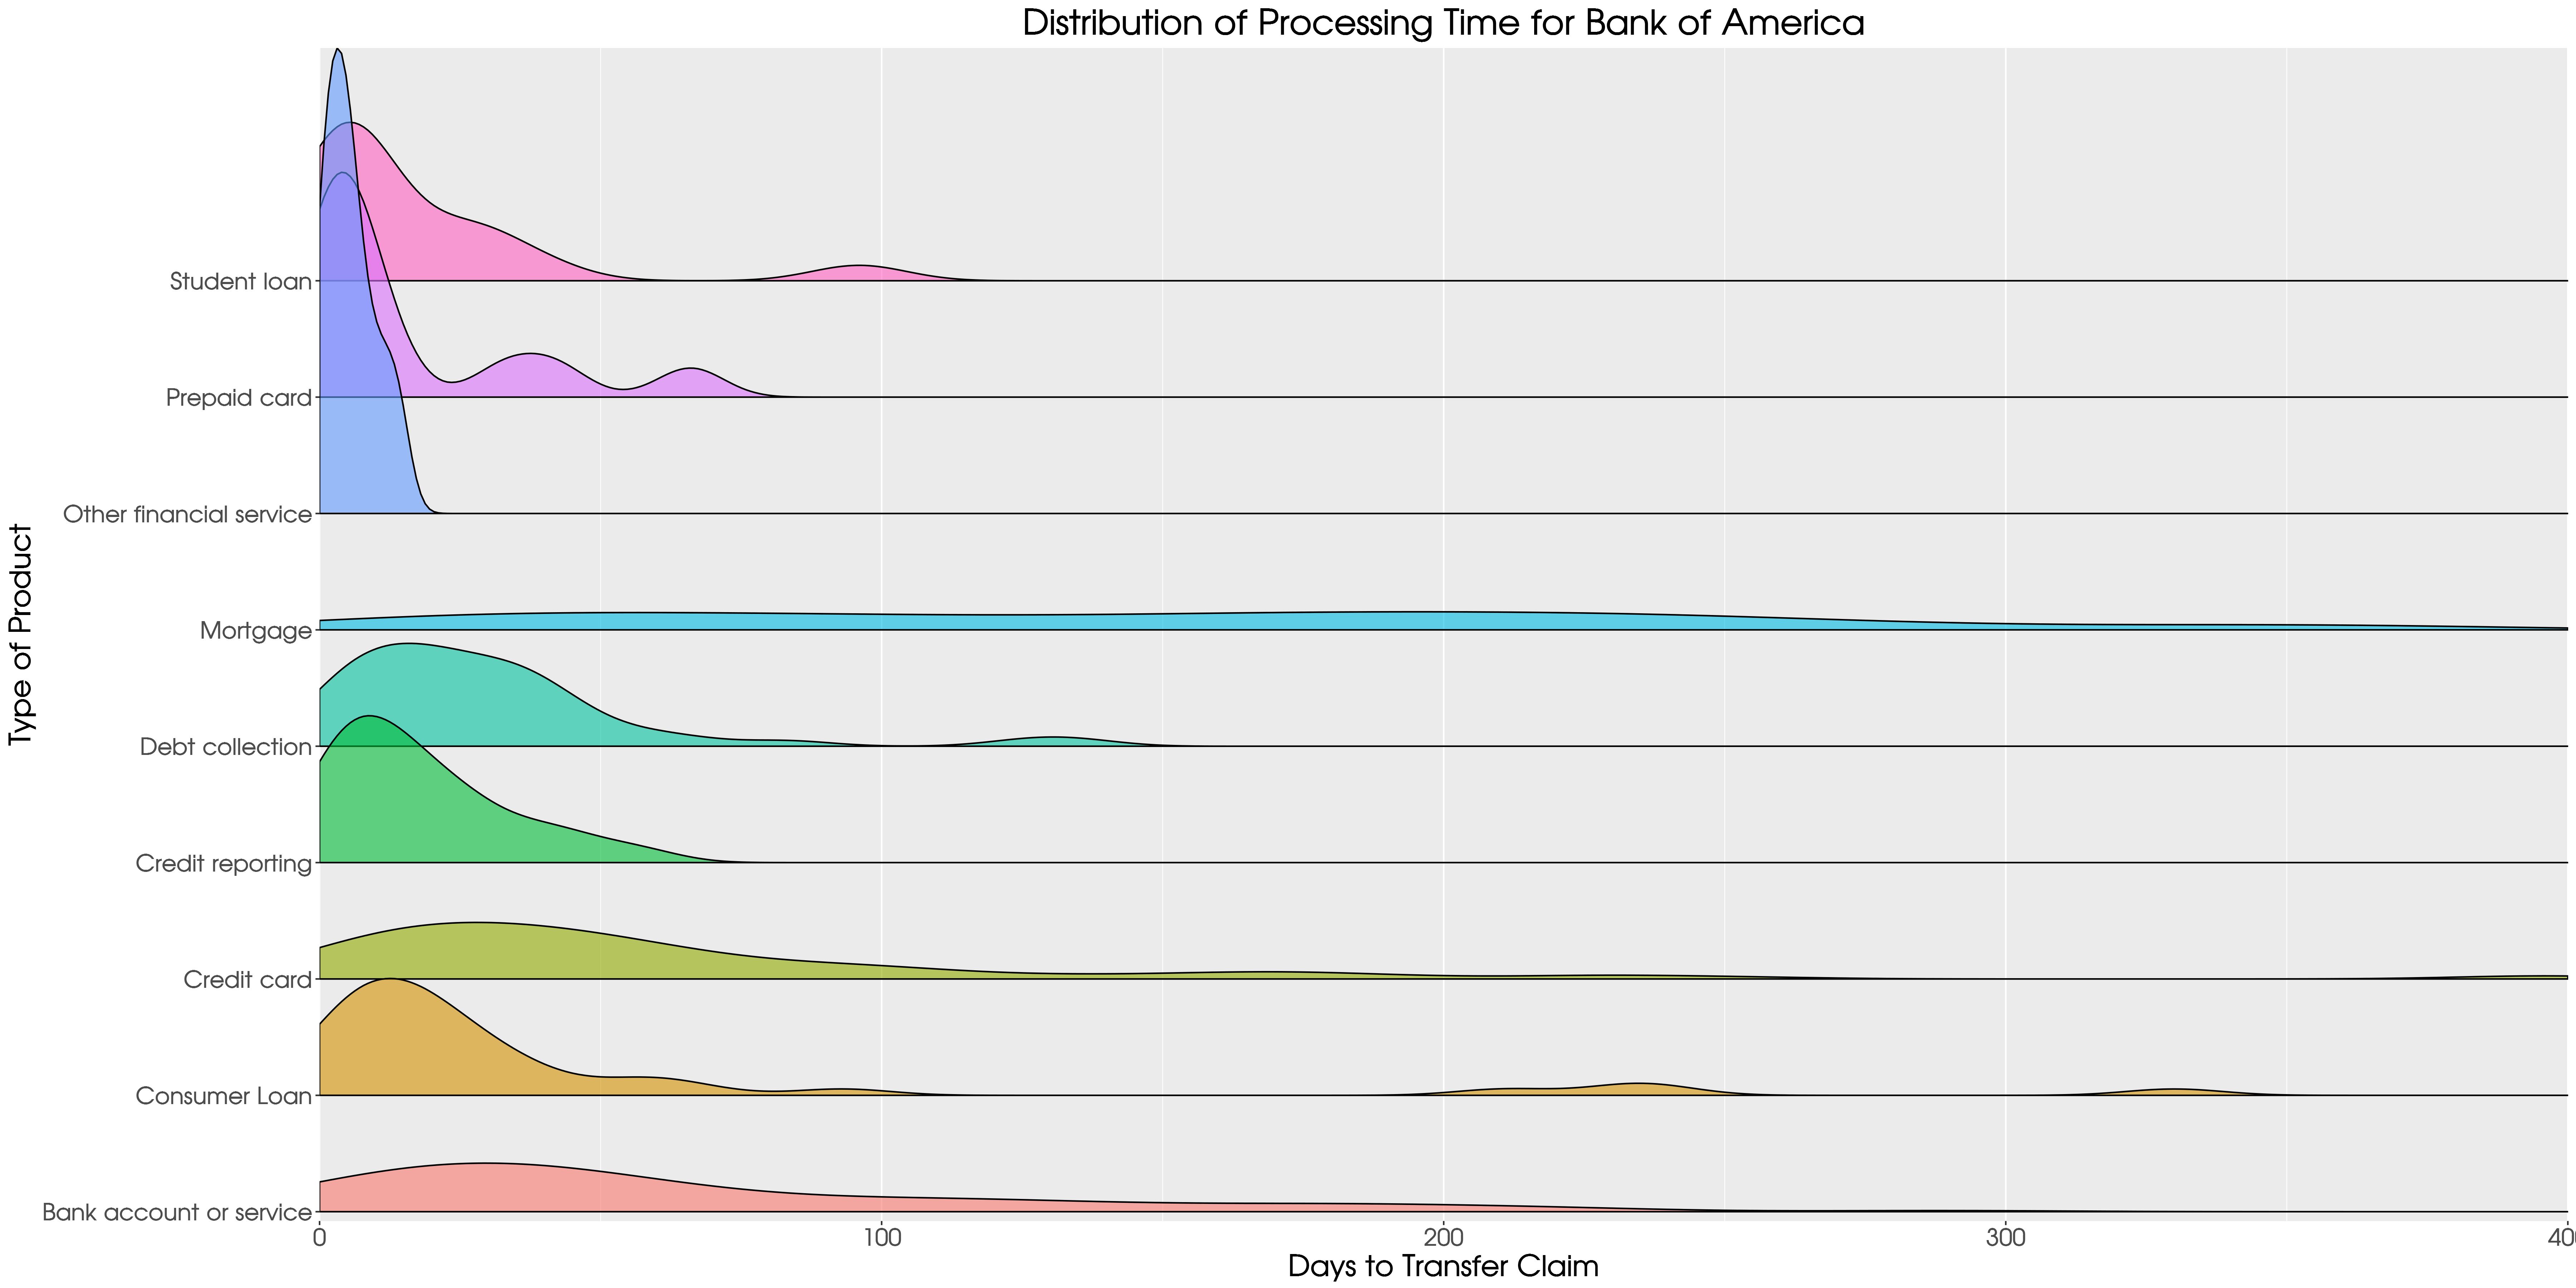 Distribution of Processing Time for Bank of America
Type of Product
Student loan
Prepaid card
Other financial service
Mortgage
Debt collection
Credit reporting
Credit card
Consumer Loan
Bank account or service
0 100 200 300 40
Days to Transfer Claim